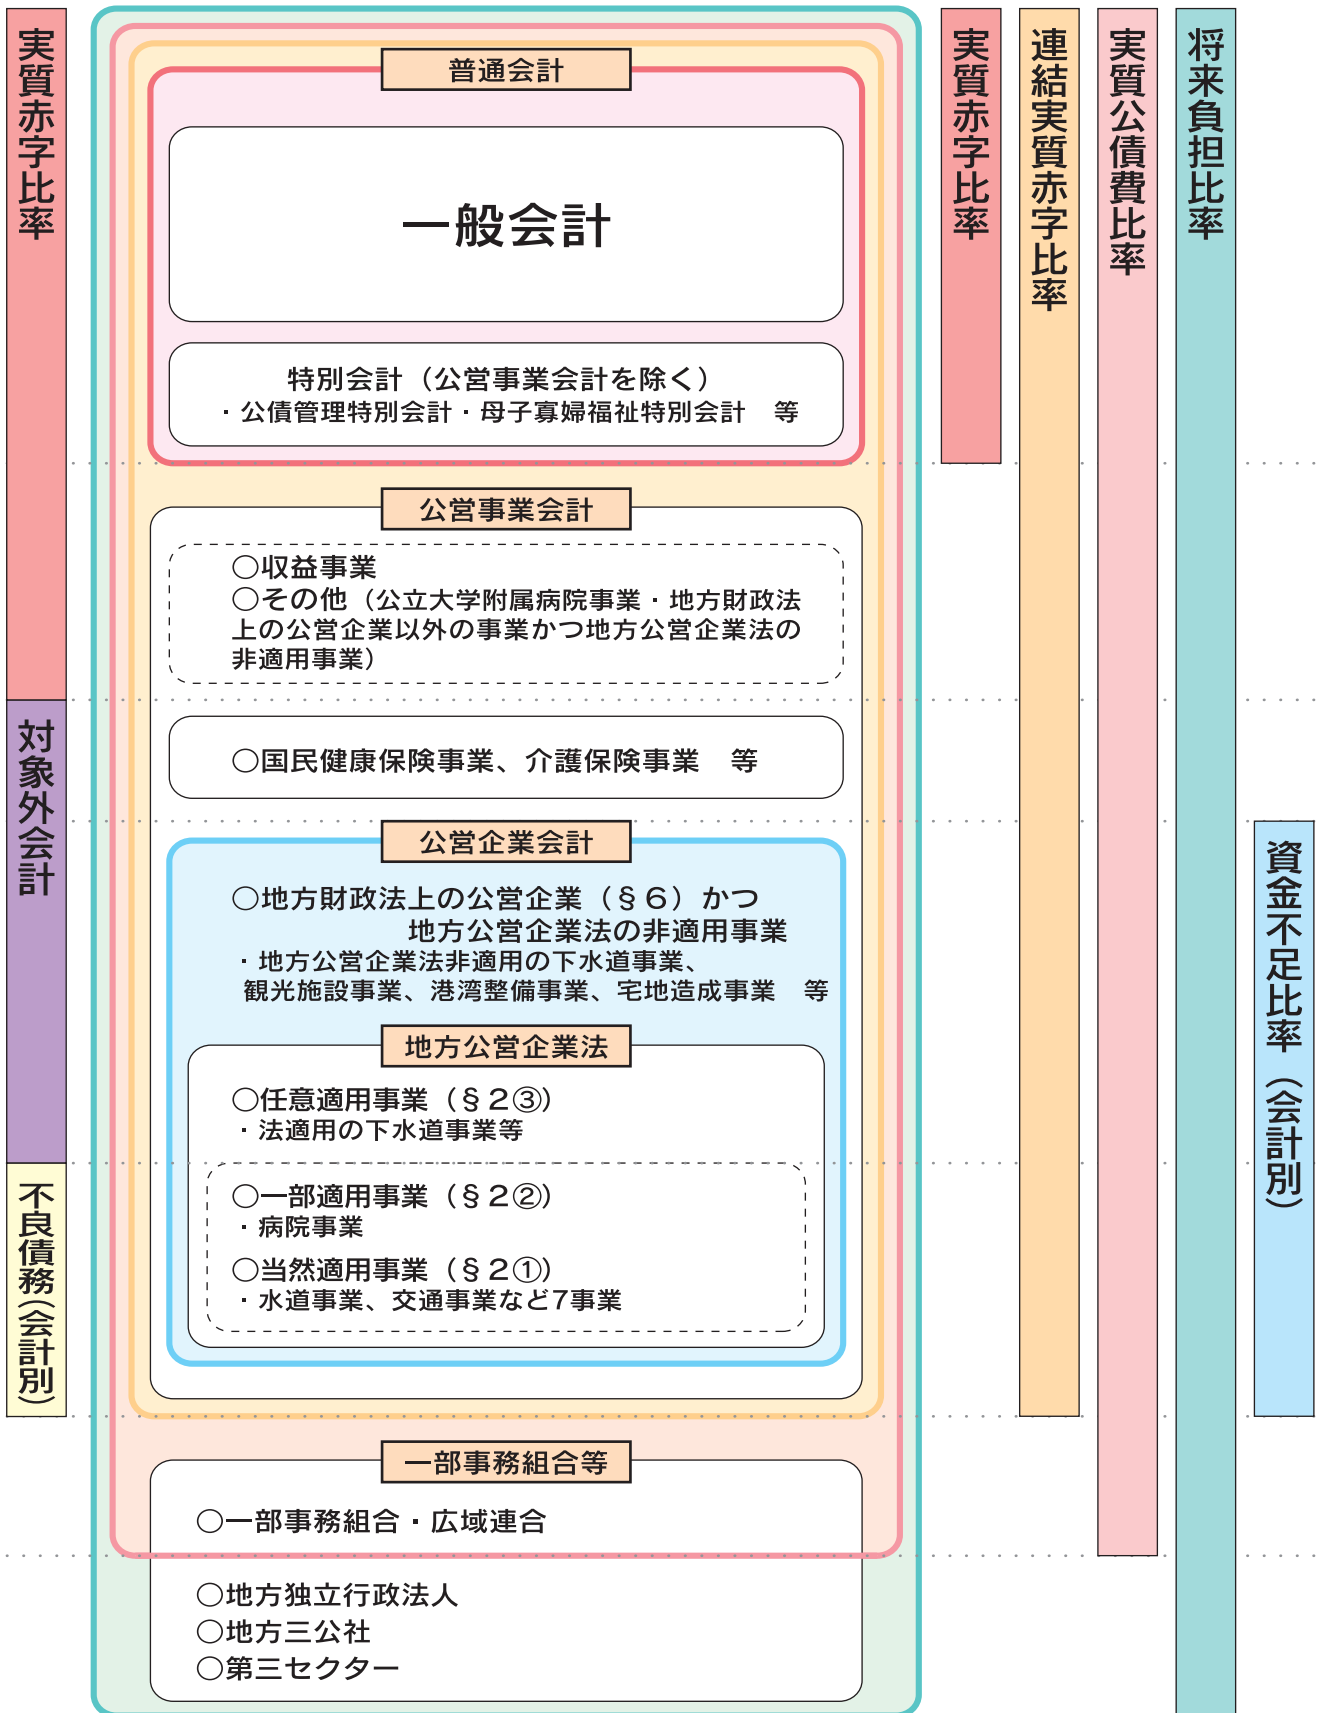 実質赤字比率
対象外会計
不良債務(会計別)
普通会計
一般会計
特別会計（公営事業会計を除く）
・公債管理特別会計・母子寡婦福祉特別会計　等
公営事業会計
○収益事業
○その他（公立大学附属病院事業・地方財政法
上の公営企業以外の事業かつ地方公営企業法の
非適用事業）
○国民健康保険事業、介護保険事業　等
公営企業会計
○地方財政法上の公営企業（§６）かつ
地方公営企業法の非適用事業
・地方公営企業法非適用の下水道事業、
観光施設事業、港湾整備事業、宅地造成事業　等
地方公営企業法
○任意適用事業（§２③）
・法適用の下水道事業等
○一部適用事業（§２②）
・病院事業
○当然適用事業（§２①）
・水道事業、交通事業など7事業
一部事務組合等
○一部事務組合・広域連合
○地方独立行政法人
○地方三公社
○第三セクター
実質赤字比率
連結実質赤字比率
実質公債費比率
将来負担比率
資金不足比率（会計別）